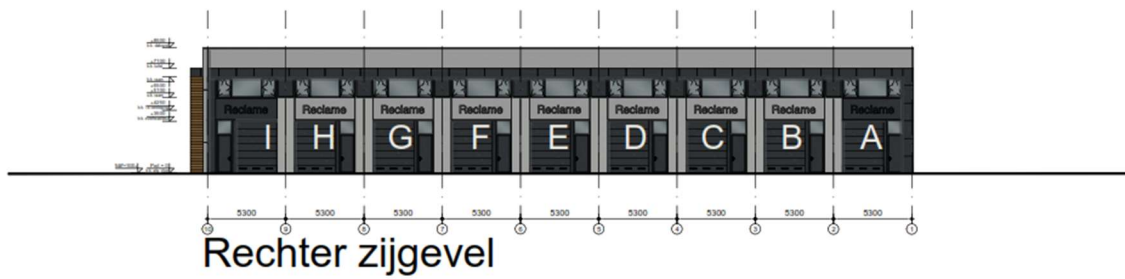 Reclame Reclame Reclame Reclame Reclame Reclame Reclame Reclame Reclame
I H G F E D C B A
5300 5300 5300 5300 5300 5300 5300 5300 5300
10 9 8 7 6 5 4 3 2 1
Rechter zijgevel